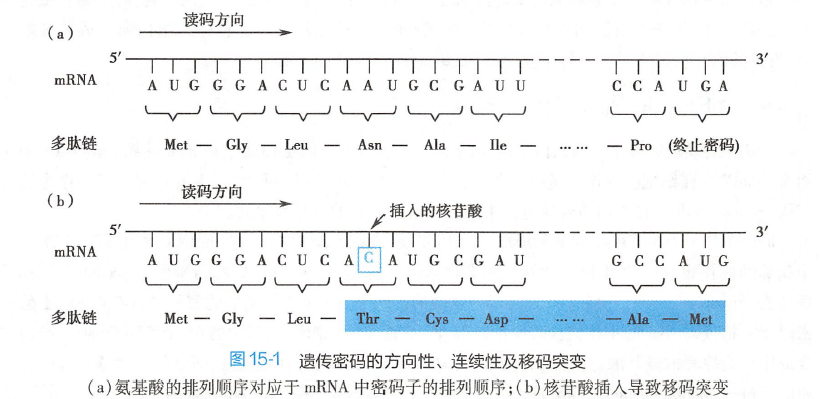 (a)
读码方向
5′ 3′
mRNA A U G G G A C U C A A U G C G A U U C C A U G A
多肽链 Met — Gly — Leu — Asn — Ala — Ile — …… — Pro (终止密码)
(b)
读码方向
插入的核苷酸
5′ 3′
mRNA A U G G G A C U C A C A U G C G A U G C C A U G
多肽链 Met — Gly — Leu — Thr — Cys — Asp — …… — Ala — Met
图15-1 遗传密码的方向性、连续性及移码突变
(a)氨基酸的排列顺序对应于 mRNA 中密码子的排列顺序;(b)核苷酸插入导致移码突变